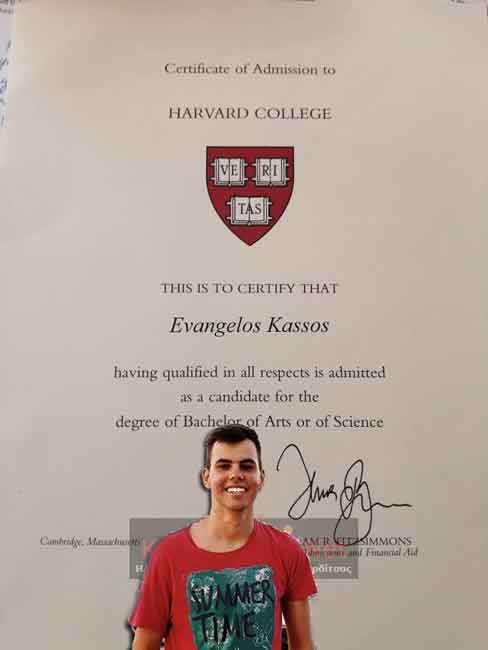 Certificate of Admission to
HARVARD COLLEGE
VE RI
TAS
THIS IS TO CERTIFY THAT
Evangelos Kassos
having qualified in all respects is admitted
as a candidate for the
degree of Bachelor of Arts or of Science
Cambridge, Massachusetts
AM R. FITZSIMMONS
and Financial Aid
SUMMER
TIME